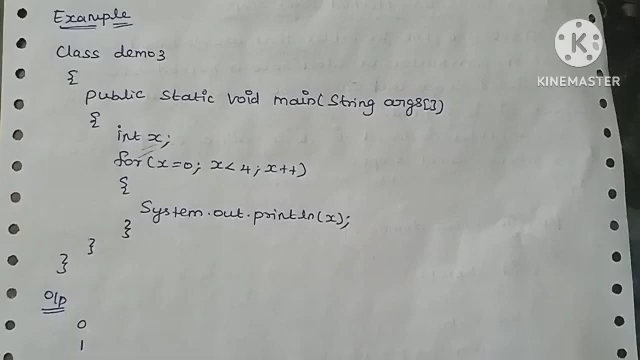 Example
KINEMASTER
Class demo3
{
public static void main(String args[])
{
int x;
for(x=0; x<4; x++)
{
System.out.println(x);
}
}
}
O/p
0
1